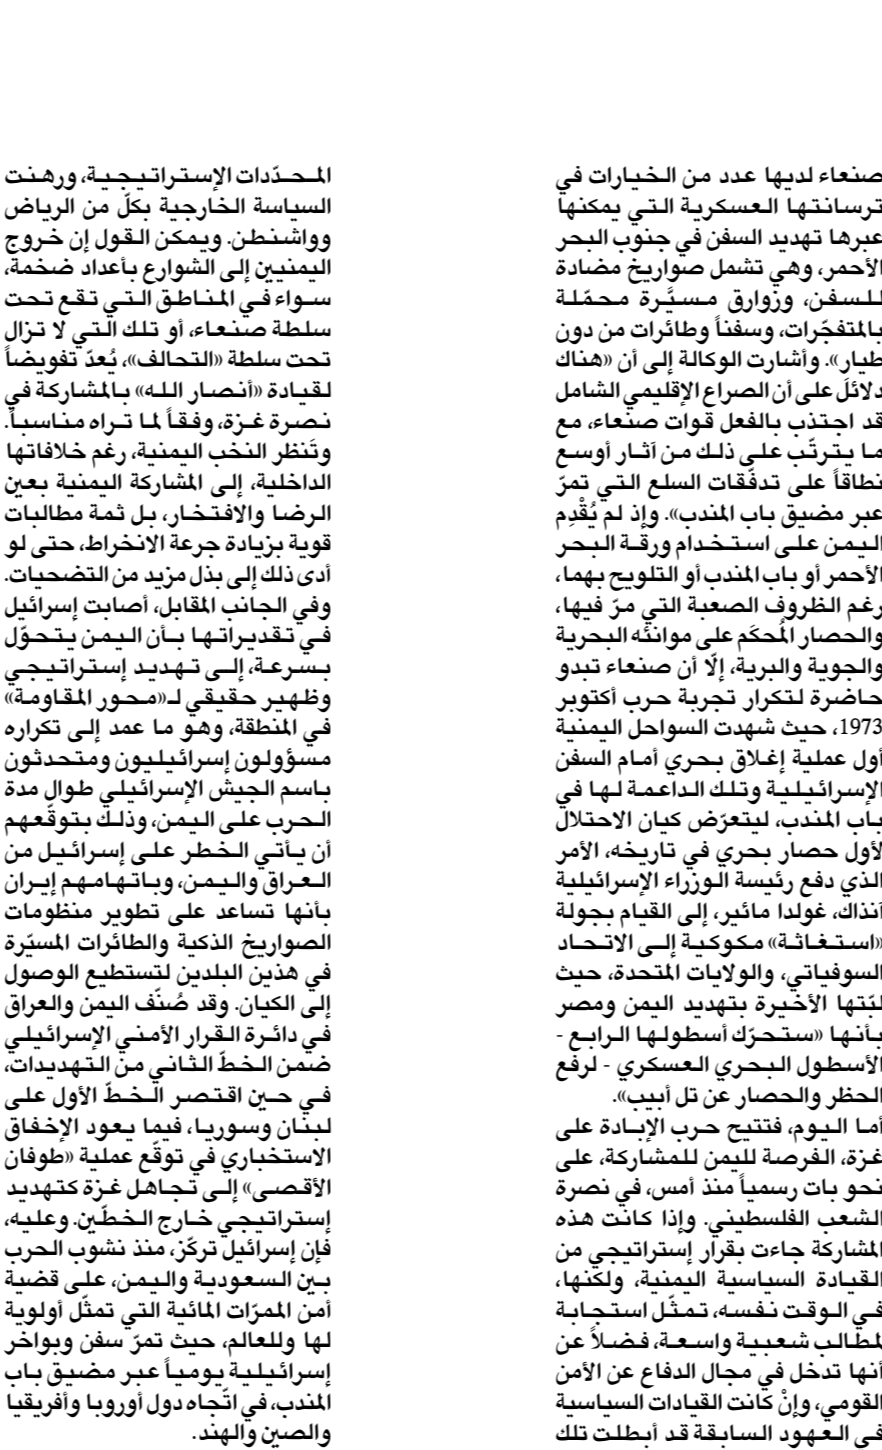 صنعاء لديها عدد من الخيارات في
ترسانتها العسكرية التي يمكنها
عبرها تهديد السفن في جنوب البحر
الأحمر، وهي تشمل صواريخ مضادة
للسفن، وزوارق مسيَّرة محمّلة
بالمتفجّرات، وسفناً وطائرات من دون
طيار». وأشارت الوكالة إلى أن «هناك
دلائلَ على أن الصراع الإقليمي الشامل
قد اجتذب بالفعل قوات صنعاء، مع
ما يترتّب على ذلك من آثار أوسع
نطاقاً على تدفّقات السلع التي تمرّ
عبر مضيق باب المندب». وإذ لم يُقْدِم
اليمن على استخدام ورقة البحر
الأحمر أو باب المندب أو التلويح بهما،
رغم الظروف الصعبة التي مرّ فيها،
والحصار المُحكَم على موانئه البحرية
والجوية والبرية، إلّا أن صنعاء تبدو
حاضرة لتكرار تجربة حرب أكتوبر
1973، حيث شهدت السواحل اليمنية
أول عملية إغلاق بحري أمام السفن
الإسرائيلية وتلك الداعمة لها في
باب المندب، ليتعرّض كيان الاحتلال
لأول حصار بحري في تاريخه، الأمر
الذي دفع رئيسة الوزراء الإسرائيلية
آنذاك، غولدا مائير، إلى القيام بجولة
«استغاثة» مكوكية إلى الاتحاد
السوفياتي، والولايات المتحدة، حيث
لبّتها الأخيرة بتهديد اليمن ومصر
بأنها «ستحرّك أسطولها الرابع -
الأسطول البحري العسكري - لرفع
الحظر والحصار عن تل أبيب».
أما اليوم، فتتيح حرب الإبادة على
غزة، الفرصة لليمن للمشاركة، على
نحو بات رسمياً منذ أمس، في نصرة
الشعب الفلسطيني. وإذا كانت هذه
المشاركة جاءت بقرار إستراتيجي من
القيادة السياسية اليمنية، ولكنها،
في الوقت نفسه، تمثّل استجابة
لمطالب شعبية واسعة، فضلاً عن
أنها تدخل في مجال الدفاع عن الأمن
القومي، وإنْ كانت القيادات السياسية
في العهود السابقة قد أبطلت تلك
المحدّدات الإستراتيجية، ورهنت
السياسة الخارجية بكلّ من الرياض
وواشنطن. ويمكن القول إن خروج
اليمنيين إلى الشوارع بأعداد ضخمة،
سواء في المناطق التي تقع تحت
سلطة صنعاء، أو تلك التي لا تزال
تحت سلطة «التحالف»، يُعدّ تفويضاً
لقيادة «أنصار الله» بالمشاركة في
نصرة غزة، وفقاً لما تراه مناسباً.
وتَنظر النخب اليمنية، رغم خلافاتها
الداخلية، إلى المشاركة اليمنية بعين
الرضا والافتخار، بل ثمة مطالبات
قوية بزيادة جرعة الانخراط، حتى لو
أدى ذلك إلى بذل مزيد من التضحيات.
وفي الجانب المقابل، أصابت إسرائيل
في تقديراتها بأن اليمن يتحوّل
بسرعة، إلى تهديد إستراتيجي
وظهير حقيقي لـ«محور المقاومة»
في المنطقة، وهو ما عمد إلى تكراره
مسؤولون إسرائيليون ومتحدثون
باسم الجيش الإسرائيلي طوال مدة
الحرب على اليمن، وذلك بتوقّعهم
أن يأتي الخطر على إسرائيل من
العراق واليمن، وباتهامهم إيران
بأنها تساعد على تطوير منظومات
الصواريخ الذكية والطائرات المسيّرة
في هذين البلدين لتستطيع الوصول
إلى الكيان. وقد صُنّف اليمن والعراق
في دائرة القرار الأمني الإسرائيلي
ضمن الخطّ الثاني من التهديدات،
في حين اقتصر الخطّ الأول على
لبنان وسوريا، فيما يعود الإخفاق
الاستخباري في توقّع عملية «طوفان
الأقصى» إلى تجاهل غزة كتهديد
إستراتيجي خارج الخطّين. وعليه،
فإن إسرائيل تركّز، منذ نشوب الحرب
بين السعودية واليمن، على قضية
أمن الممرّات المائية التي تمثّل أولوية
لها وللعالم، حيث تمرّ سفن وبواخر
إسرائيلية يومياً عبر مضيق باب
المندب، في اتّجاه دول أوروبا وأفريقيا
والصين والهند.